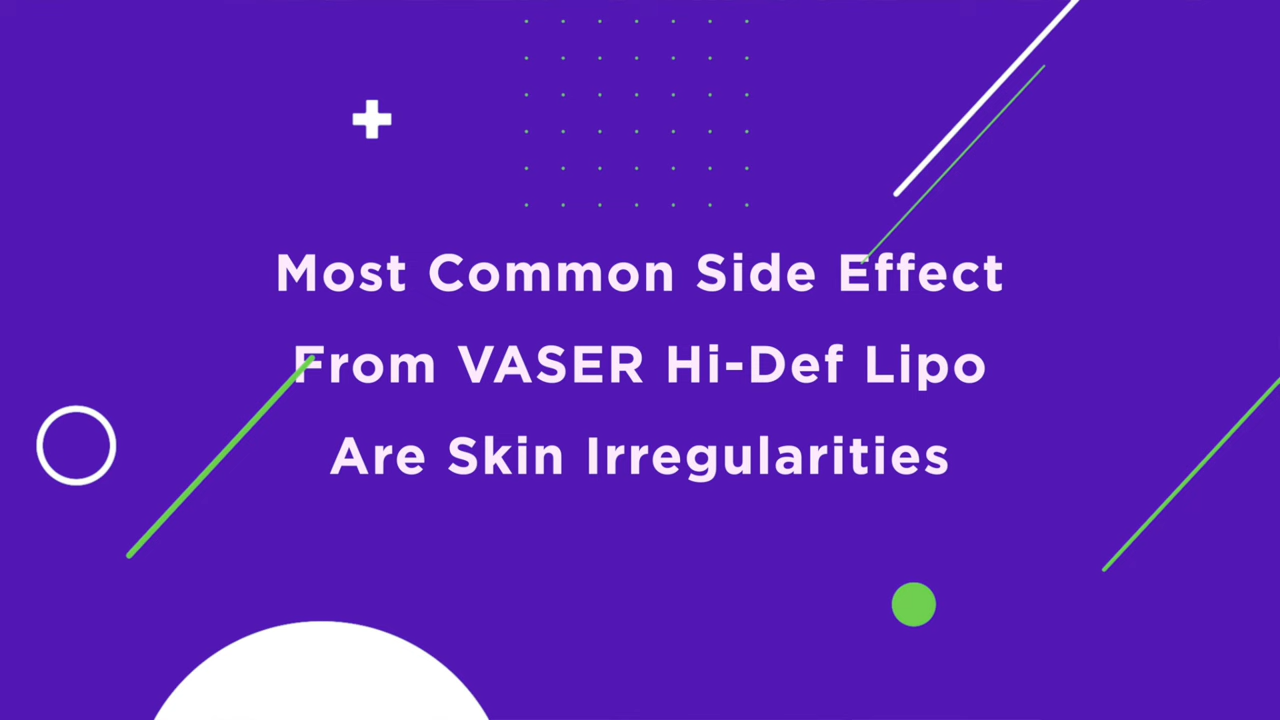 Most Common Side Effect
From VASER Hi-Def Lipo
Are Skin Irregularities